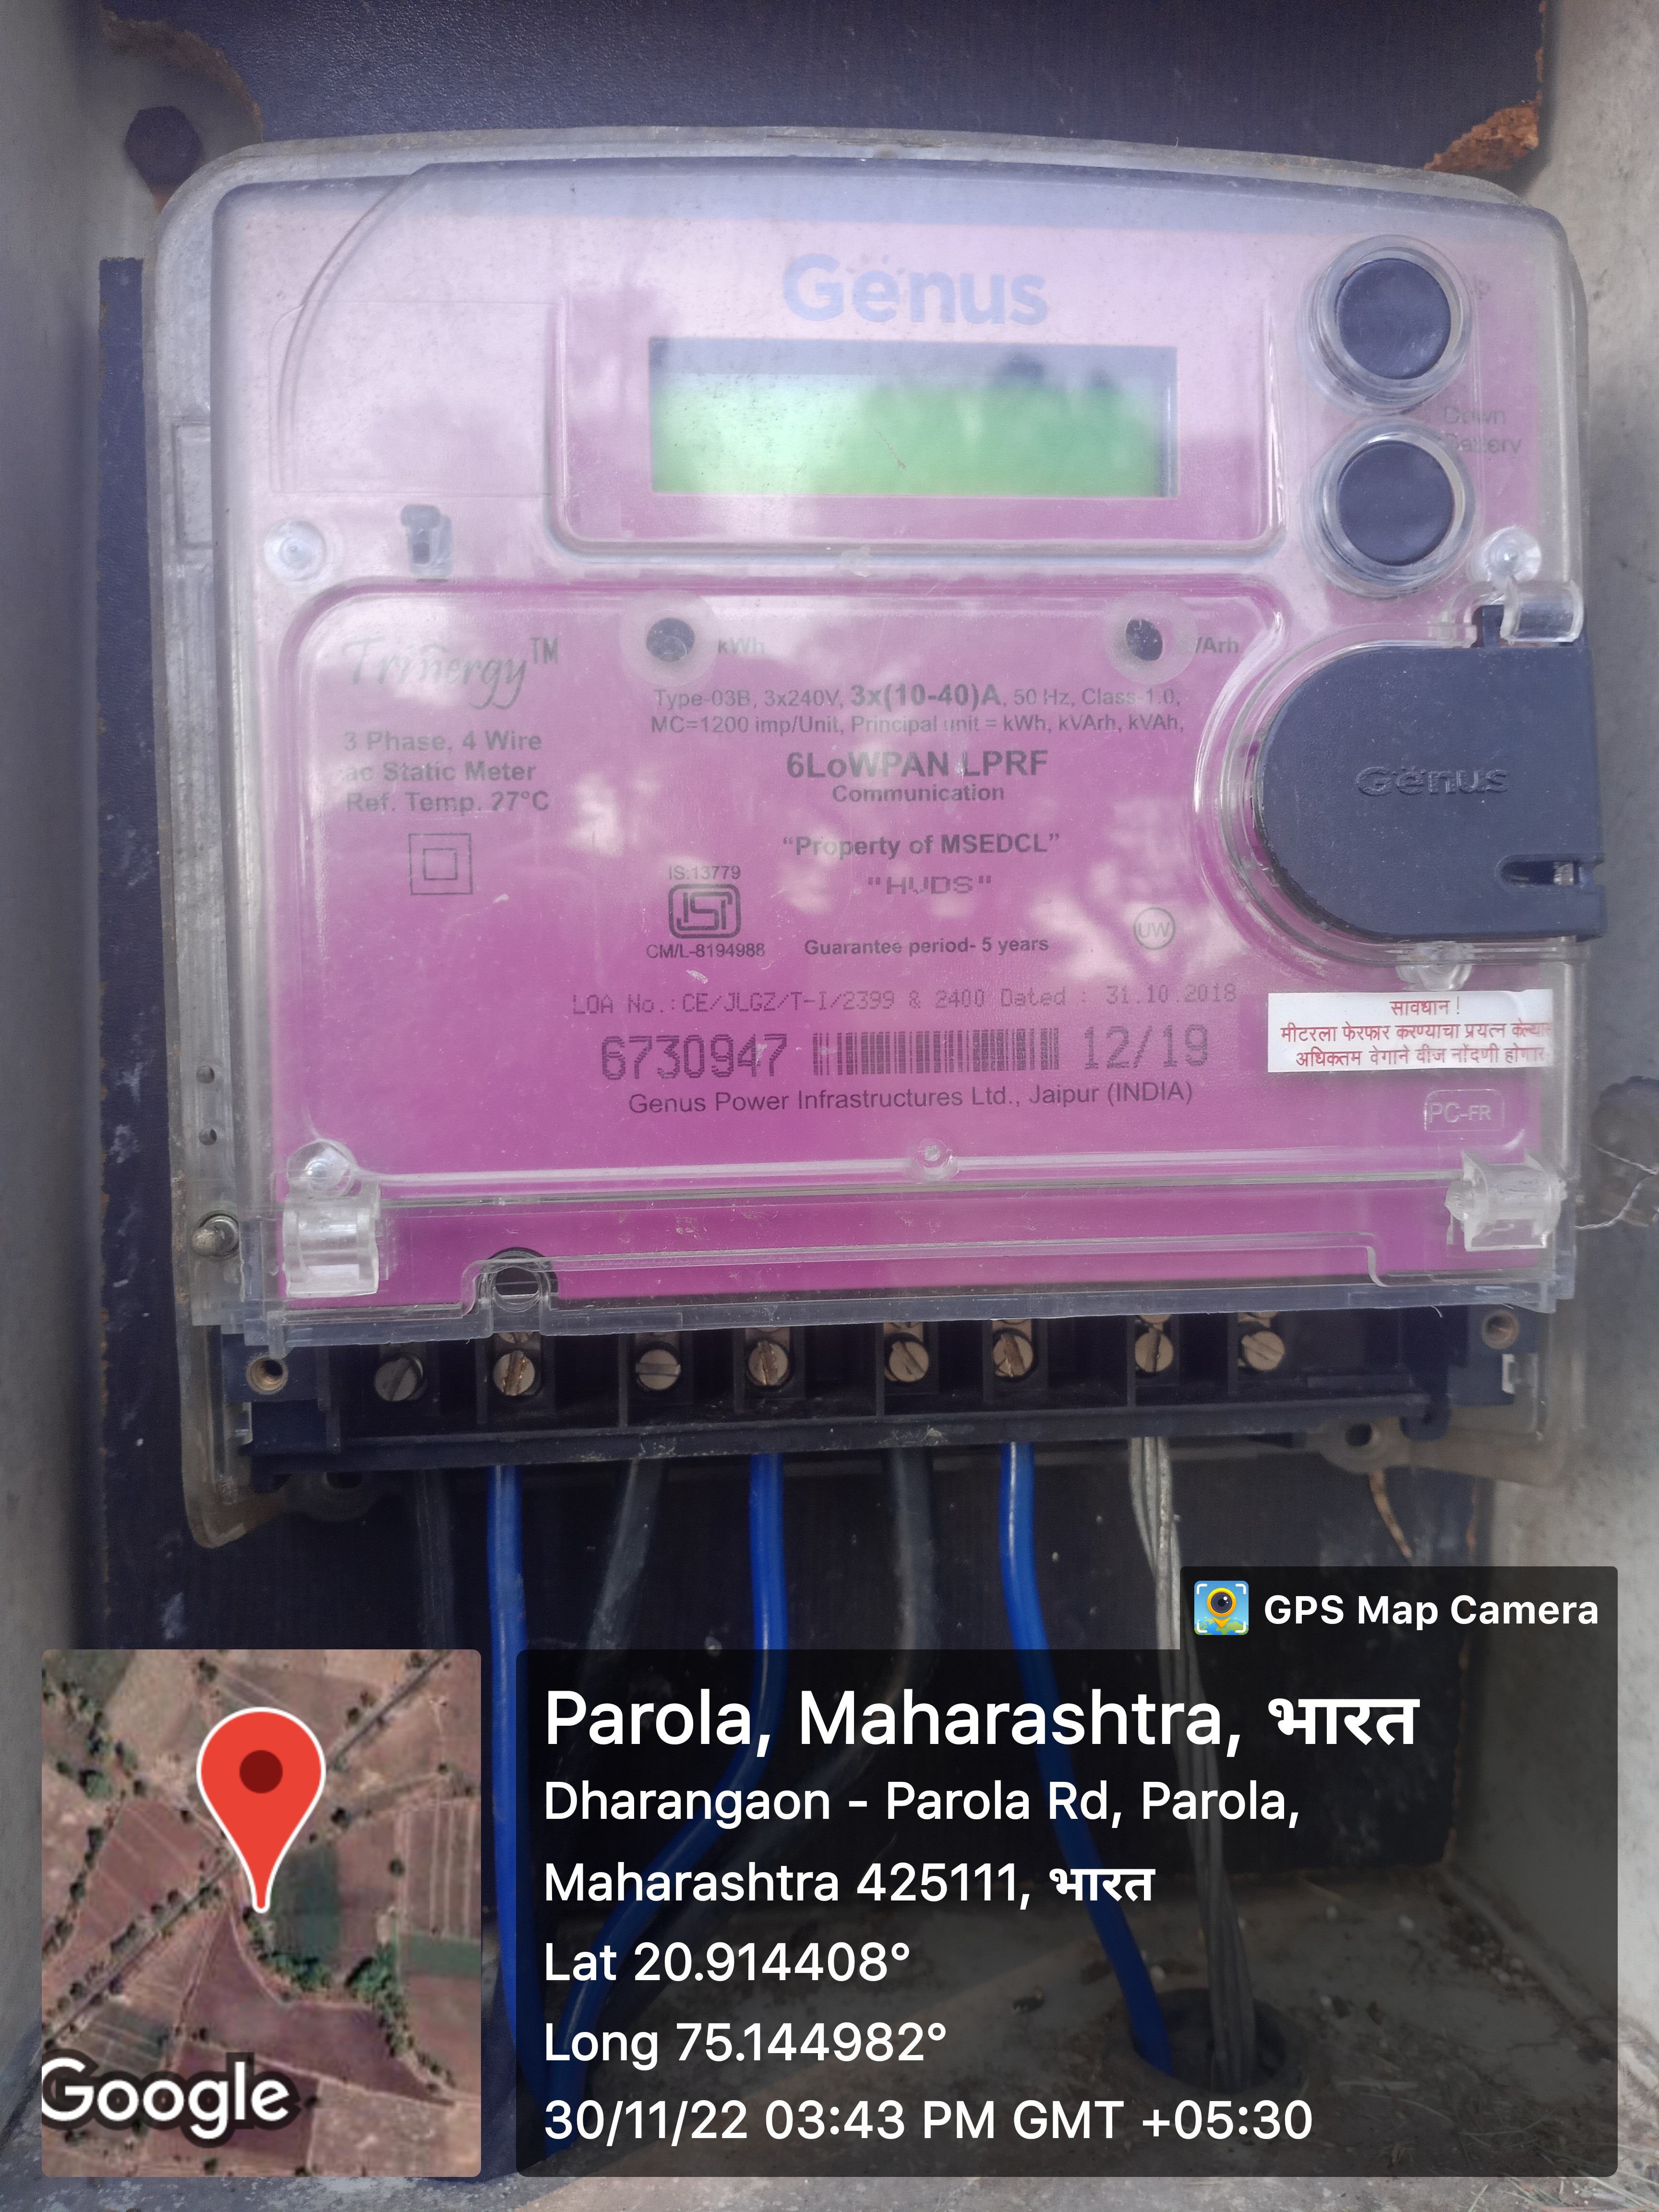 Genus
Down
Battery
Trinergy™
kWh
Type-03B, 3x240V, 3x(10-40)A, 50 Hz, Class-1.0,
MC=1200 imp/Unit, Principal unit = kWh, kVArh, kVAh,
3 Phase, 4 Wire
ac Static Meter
Ref. Temp. 27°C
6LoWPAN LPRF
Communication
Genus
"Property of MSEDCL"
"HVDS"
IS:13779
ISI
CM/L-8194988
Guarantee period- 5 years
UW
LOA No.:CE/JLGZ/T-I/2399 & 2400 Dated : 31.10.2018
6730947 12/19
Genus Power Infrastructures Ltd., Jaipur (INDIA)
सावधान !
मीटरला फेरफार करण्याचा प्रयत्न केल्यास
अधिकतम वेगाने वीज नोंदणी होणार
PC-FR
GPS Map Camera
Parola, Maharashtra, भारत
Dharangaon - Parola Rd, Parola,
Maharashtra 425111, भारत
Lat 20.914408°
Long 75.144982°
30/11/22 03:43 PM GMT +05:30
Google